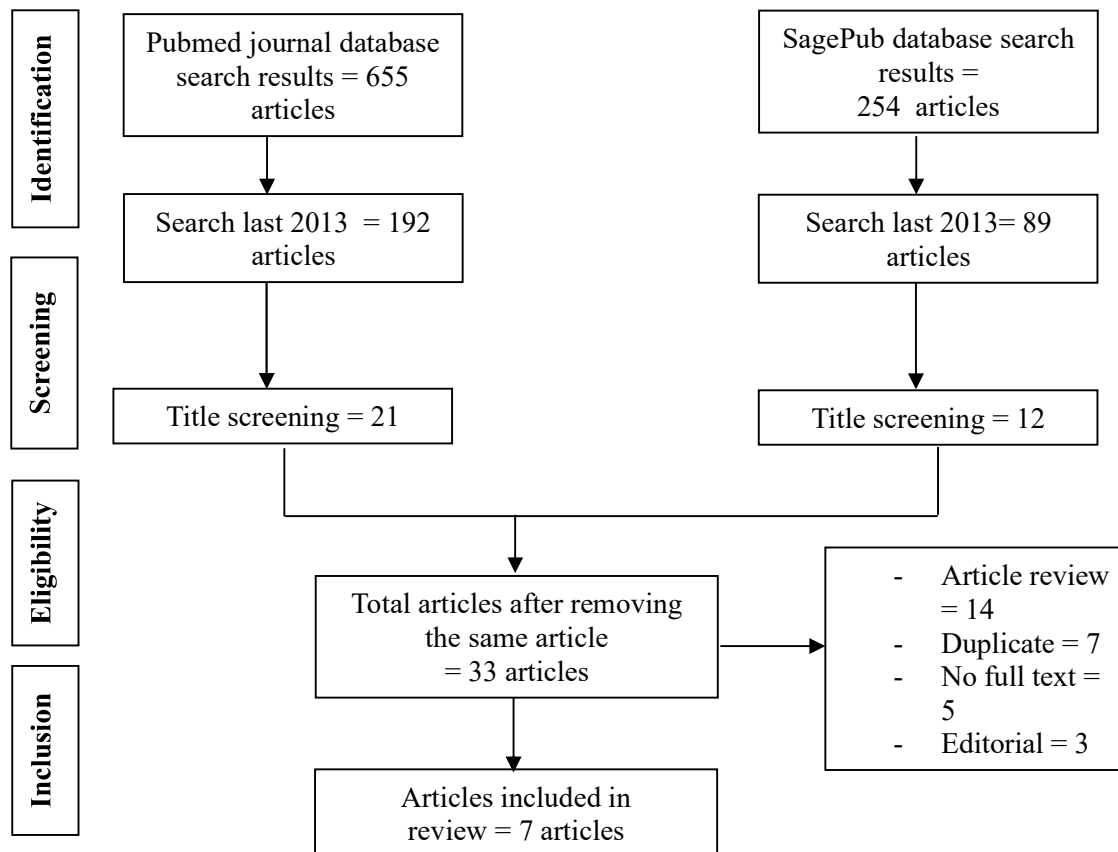 Identification
Pubmed journal database
search results = 655
articles
SagePub database search
results =
254 articles
Search last 2013 = 192
articles
Search last 2013= 89
articles
Screening
Title screening = 21
Title screening = 12
Eligibility
Total articles after removing
the same article
= 33 articles
- Article review
= 14
- Duplicate = 7
- No full text =
5
- Editorial = 3
Inclusion
Articles included in
review = 7 articles